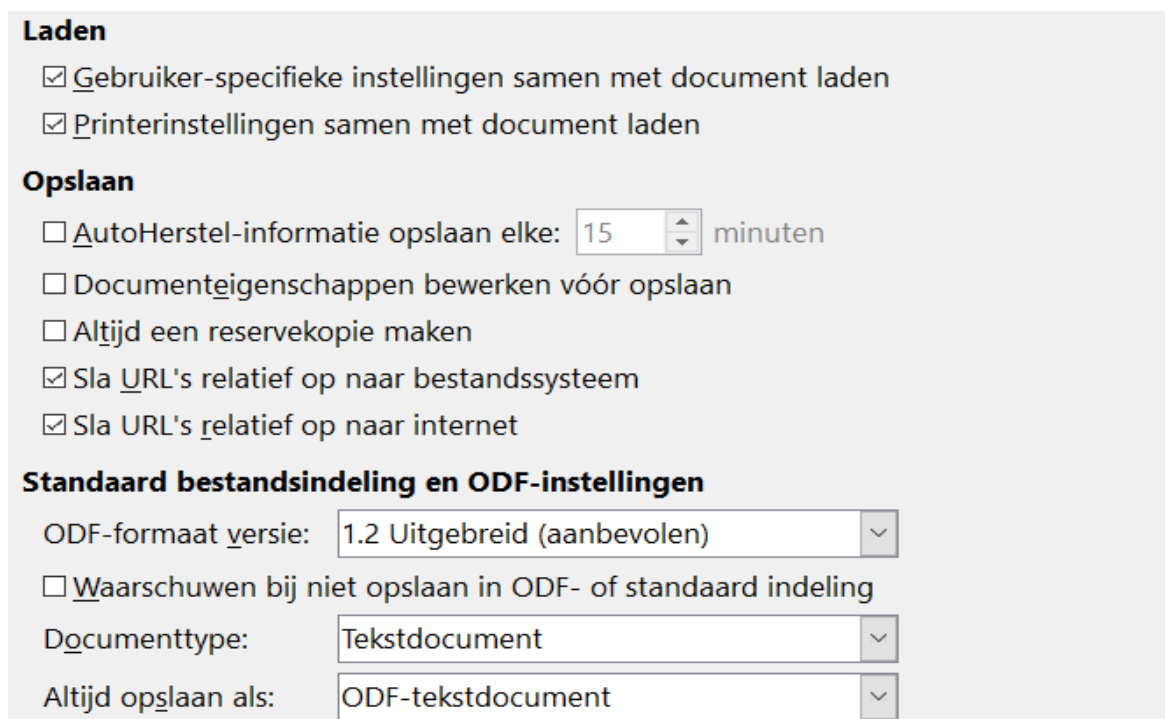 Laden
Gebruiker-specifieke instellingen samen met document laden
Printerinstellingen samen met document laden
Opslaan
AutoHerstel-informatie opslaan elke: 15 minuten
Documenteigenschappen bewerken vóór opslaan
Altijd een reservekopie maken
Sla URL's relatief op naar bestandssysteem
Sla URL's relatief op naar internet
Standaard bestandsindeling en ODF-instellingen
ODF-formaat versie: 1.2 Uitgebreid (aanbevolen)
Waarschuwen bij niet opslaan in ODF- of standaard indeling
Documenttype: Tekstdocument
Altijd opslaan als: ODF-tekstdocument